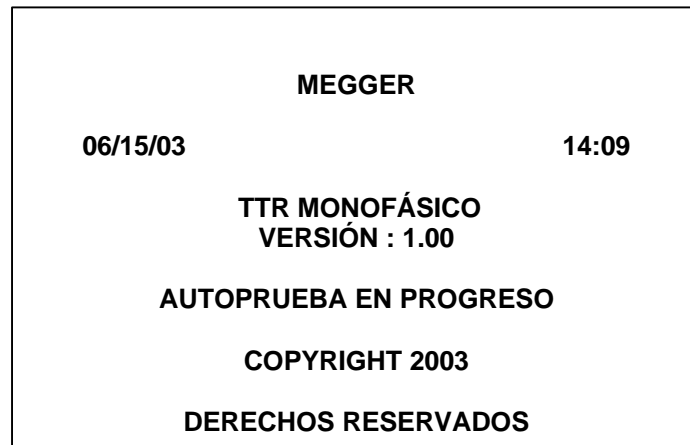 MEGGER
06/15/03 14:09
TTR MONOFÁSICO
VERSIÓN : 1.00
AUTOPRUEBA EN PROGRESO
COPYRIGHT 2003
DERECHOS RESERVADOS